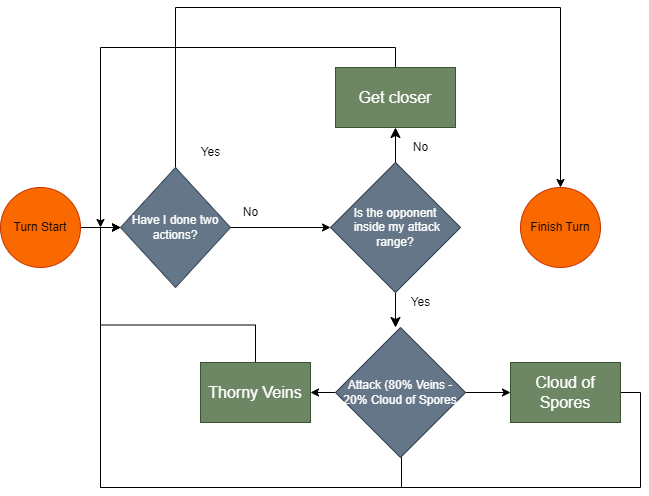 Get closer
Yes
No
Turn Start
Have I done two
actions?
No
Is the opponent
inside my attack
range?
Finish Turn
Yes
Thorny Veins
Attack (80% Veins -
20% Cloud of Spores
Cloud of
Spores